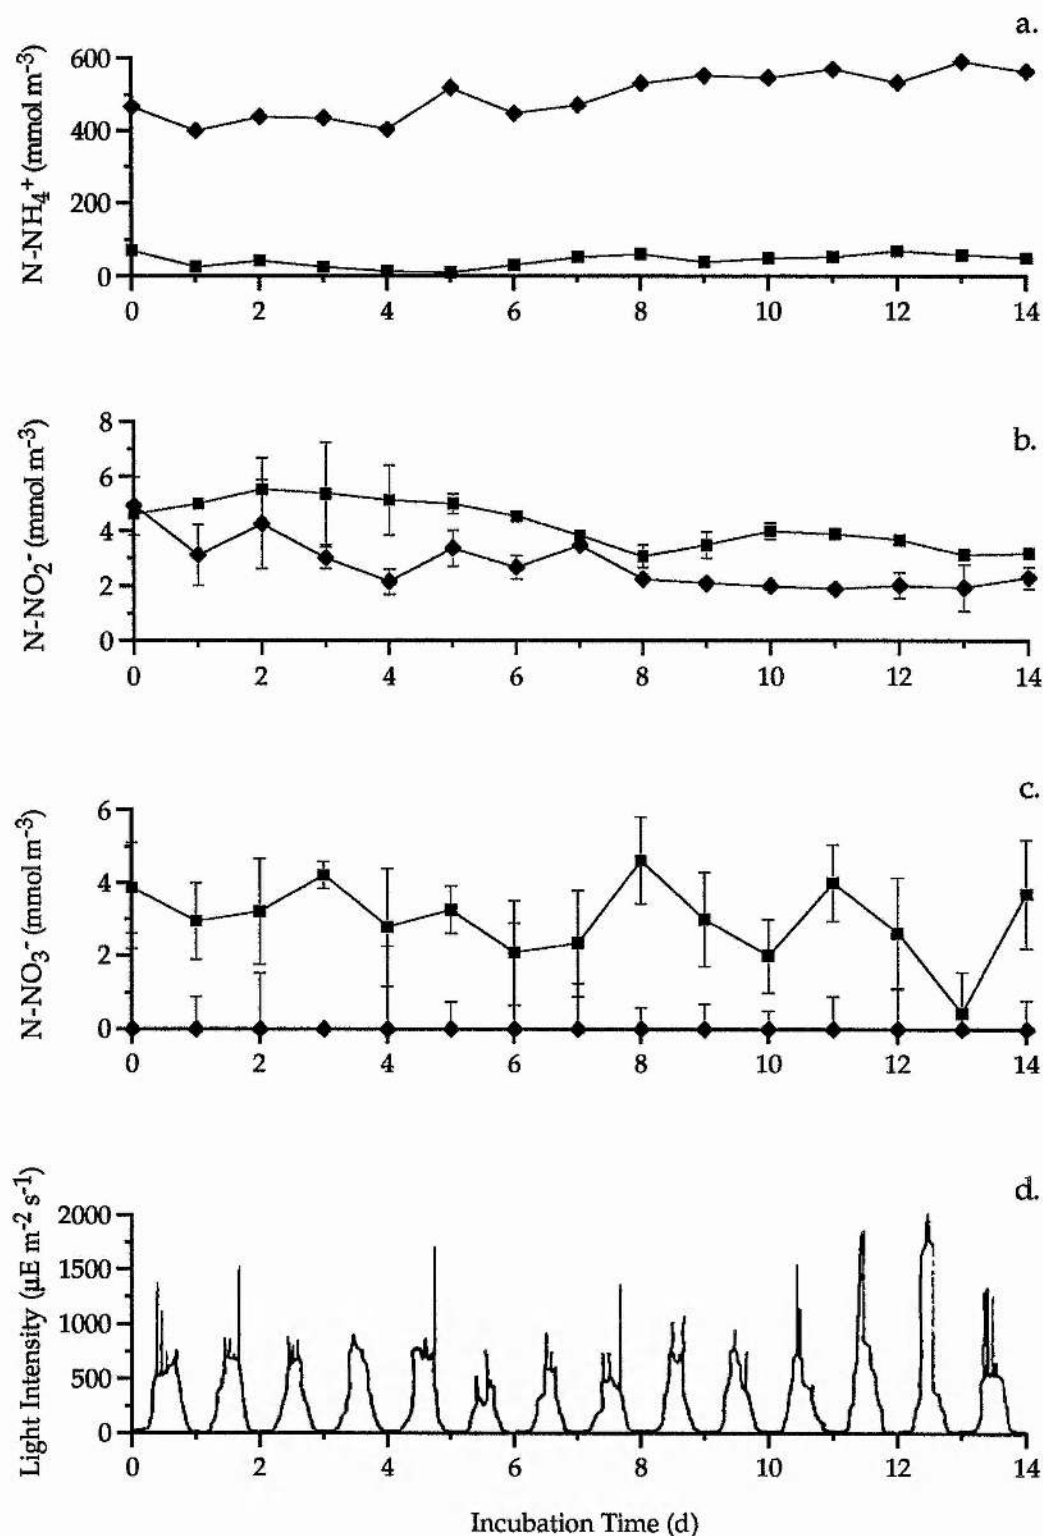 a.
N-NH4+ (mmol m-3)
600
400
200
0
0 2 4 6 8 10 12 14
b.
N-NO2- (mmol m-3)
8
6
4
2
0
0 2 4 6 8 10 12 14
c.
N-NO3- (mmol m-3)
6
4
2
0
0 2 4 6 8 10 12 14
d.
Light Intensity (µE m-2 s-1)
2000
1500
1000
500
0
0 2 4 6 8 10 12 14
Incubation Time (d)